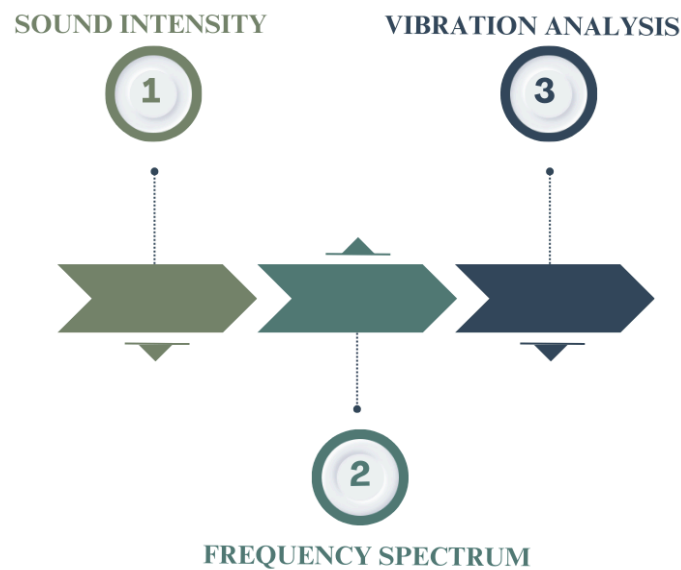 SOUND INTENSITY
1
VIBRATION ANALYSIS
3
2
FREQUENCY SPECTRUM